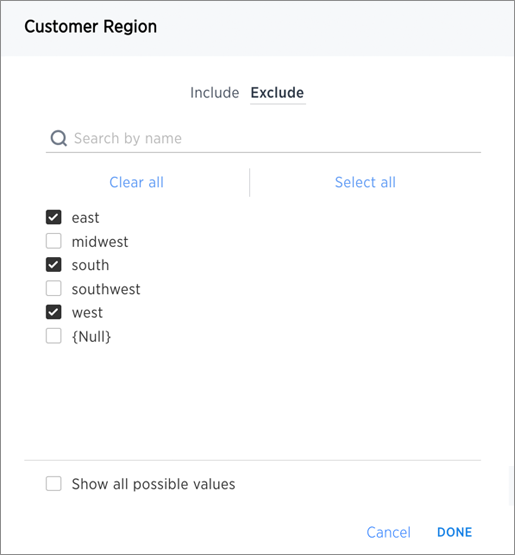 Customer Region
Include Exclude
Search by name
Clear all Select all
east
midwest
south
southwest
west
{Null}
Show all possible values
Cancel DONE